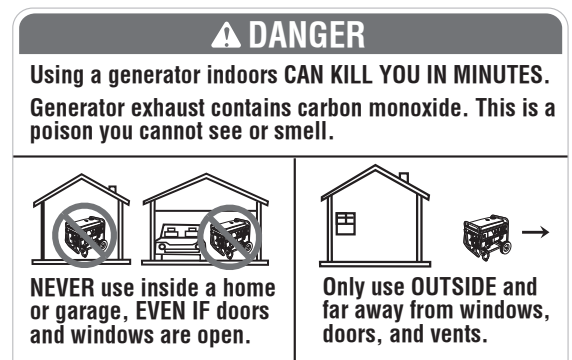 DANGER
Using a generator indoors CAN KILL YOU IN MINUTES.
Generator exhaust contains carbon monoxide. This is a
poison you cannot see or smell.
NEVER use inside a home
or garage, EVEN IF doors
and windows are open.
Only use OUTSIDE and
far away from windows,
doors, and vents.